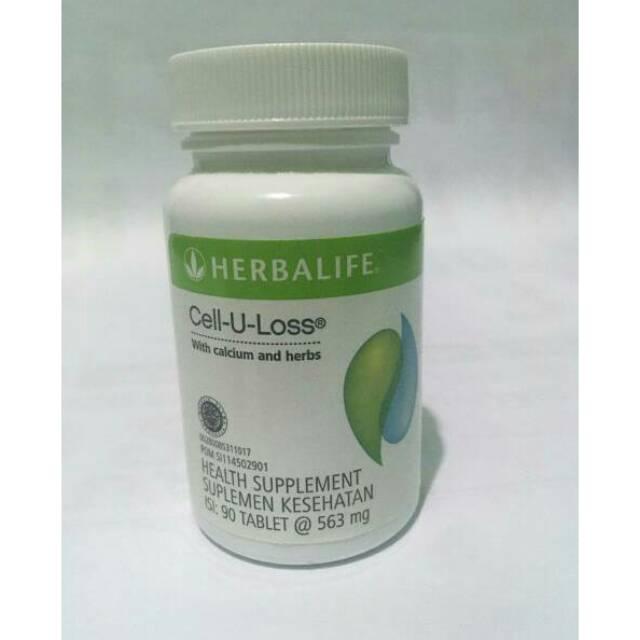 HERBALIFE
Cell-U-Loss®
With calcium and herbs
POM SI114502901
HEALTH SUPPLEMENT
SUPLEMEN KESEHATAN
ISI: 90 TABLET @ 563 mg